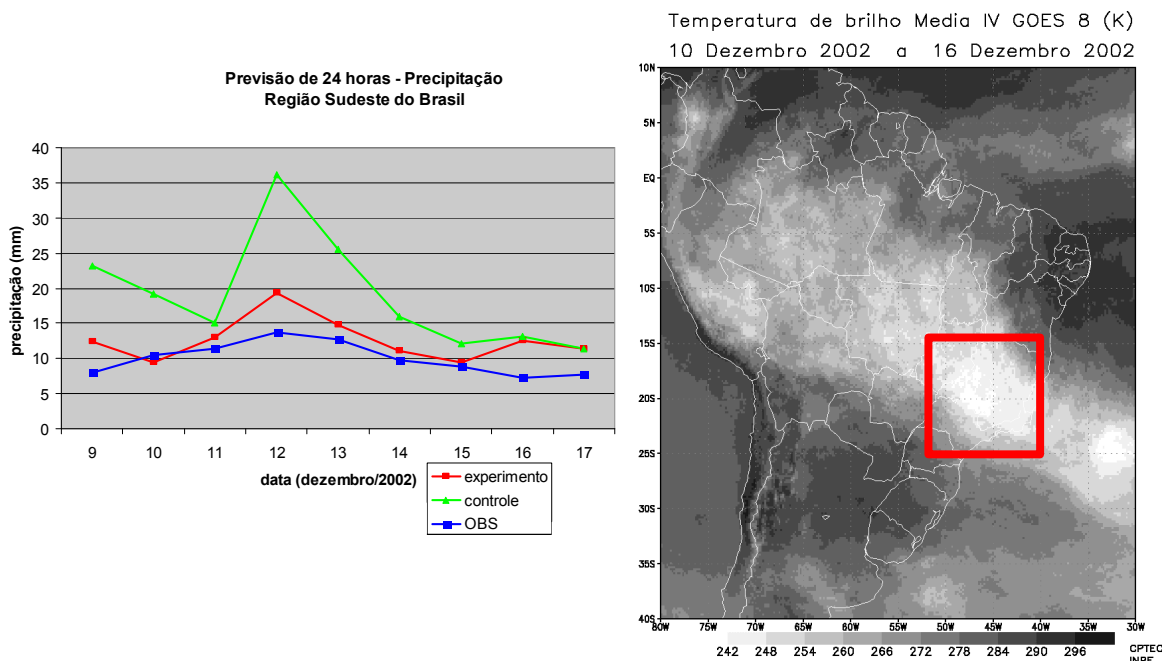 Previsão de 24 horas - Precipitação
Região Sudeste do Brasil
precipitação (mm)
40
35
30
25
20
15
10
5
0
9 10 11 12 13 14 15 16 17
data (dezembro/2002)
experimento
controle
OBS
Temperatura de brilho Media IV GOES 8 (K)
10 Dezembro 2002 a 16 Dezembro 2002
10N
5N
EQ
5S
10S
15S
20S
25S
30S
35S
40S
80W 75W 70W 65W 60W 55W 50W 45W 40W 35W 30W
242 248 254 260 266 272 278 284 290 296
CPTEC
INPE